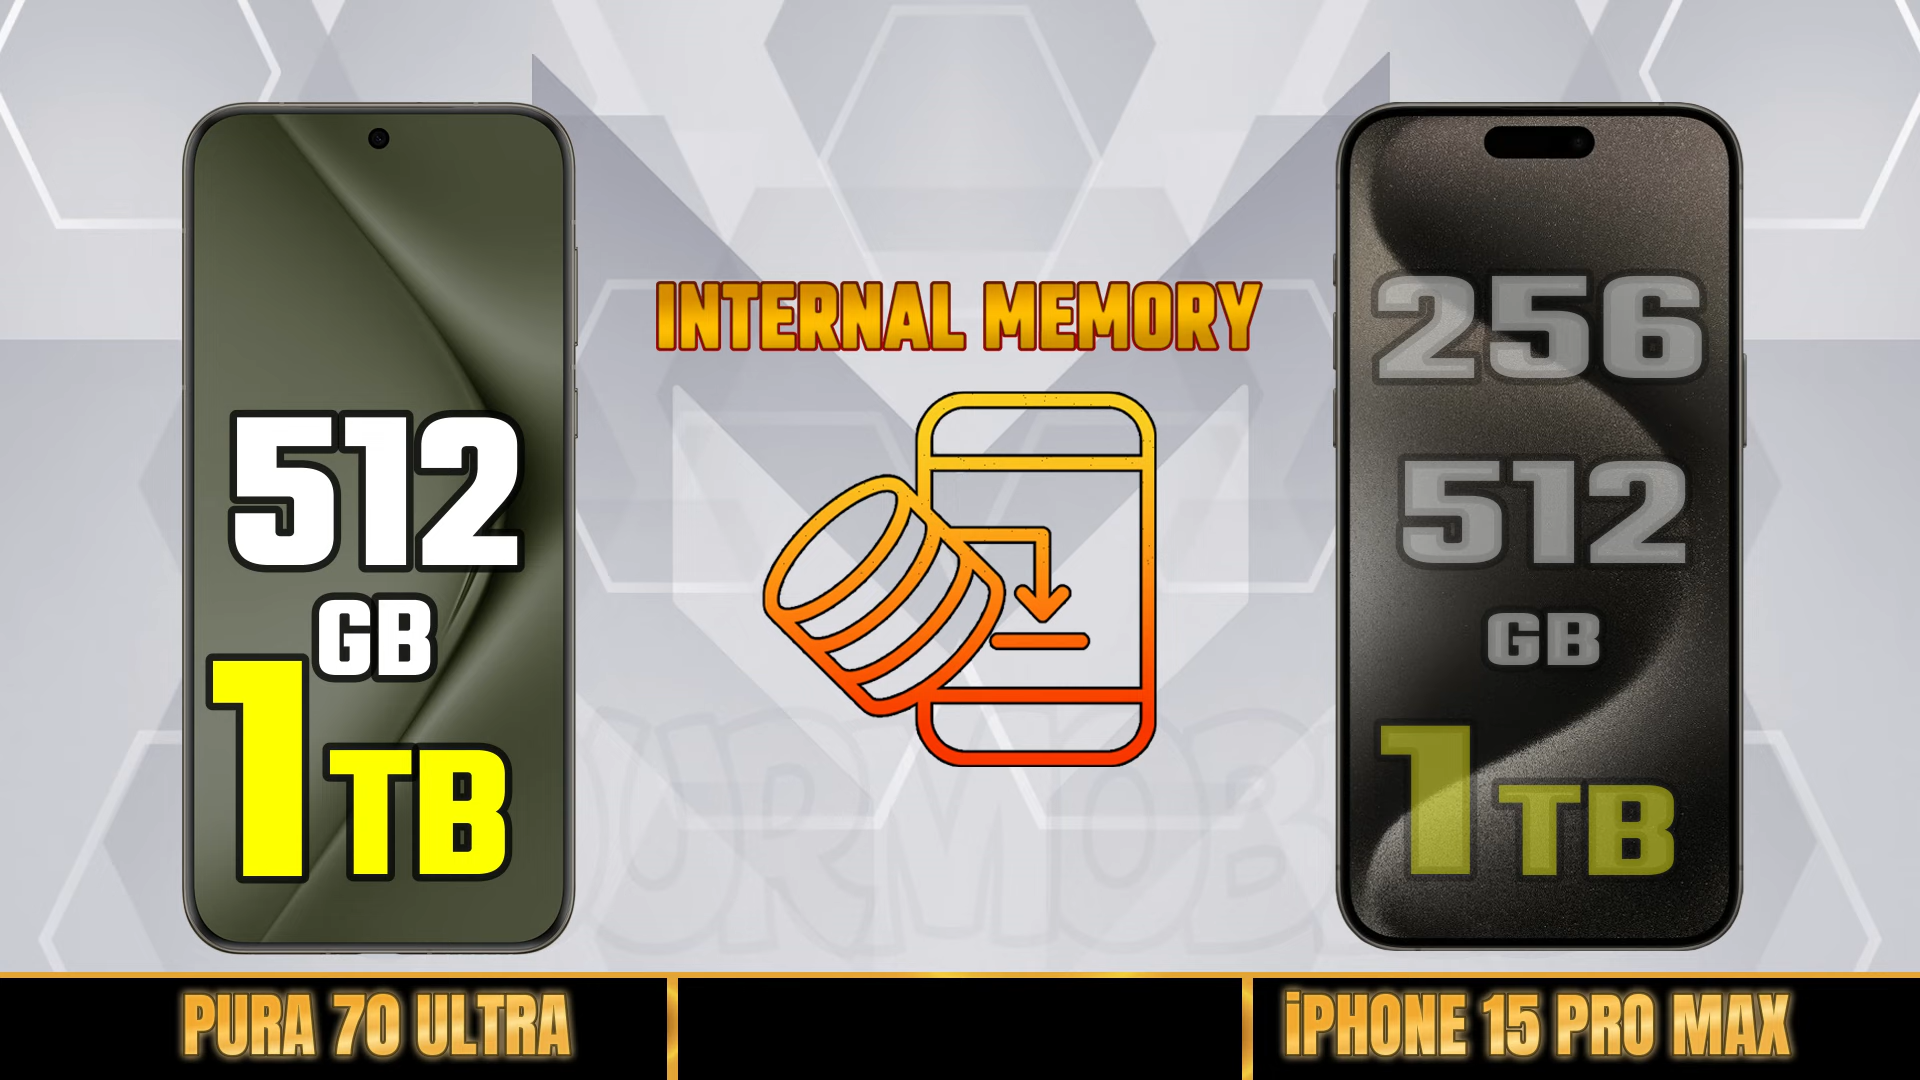 INTERNAL MEMORY
512
GB
1TB
256
512
GB
1TB
PURA 70 ULTRA
iPHONE 15 PRO MAX